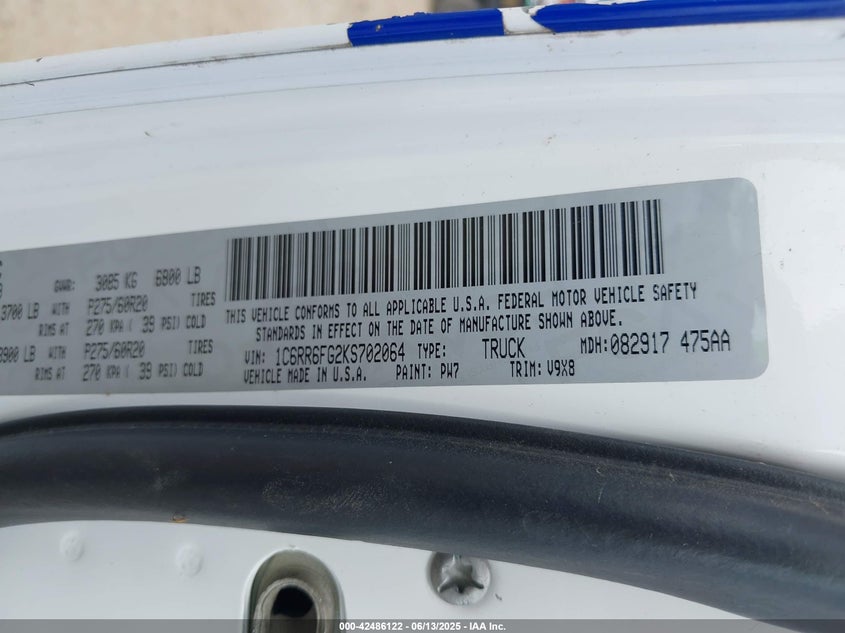 GVWR: 3085 KG 6800 LB
3700 LB WITH P275/60R20 TIRES
RIMS AT 270 KPA ( 39 PSI) COLD
3900 LB WITH P275/60R20 TIRES
RIMS AT 270 KPA ( 39 PSI) COLD
THIS VEHICLE CONFORMS TO ALL APPLICABLE U.S.A. FEDERAL MOTOR VEHICLE SAFETY
STANDARDS IN EFFECT ON THE DATE OF MANUFACTURE SHOWN ABOVE.
VIN: 1C6RR6FG2KS702064 TYPE: TRUCK MDH:082917 475AA
VEHICLE MADE IN U.S.A. PAINT: PW7 TRIM: V9X8
000-42486122 - 06/13/2025 - IAA Inc.